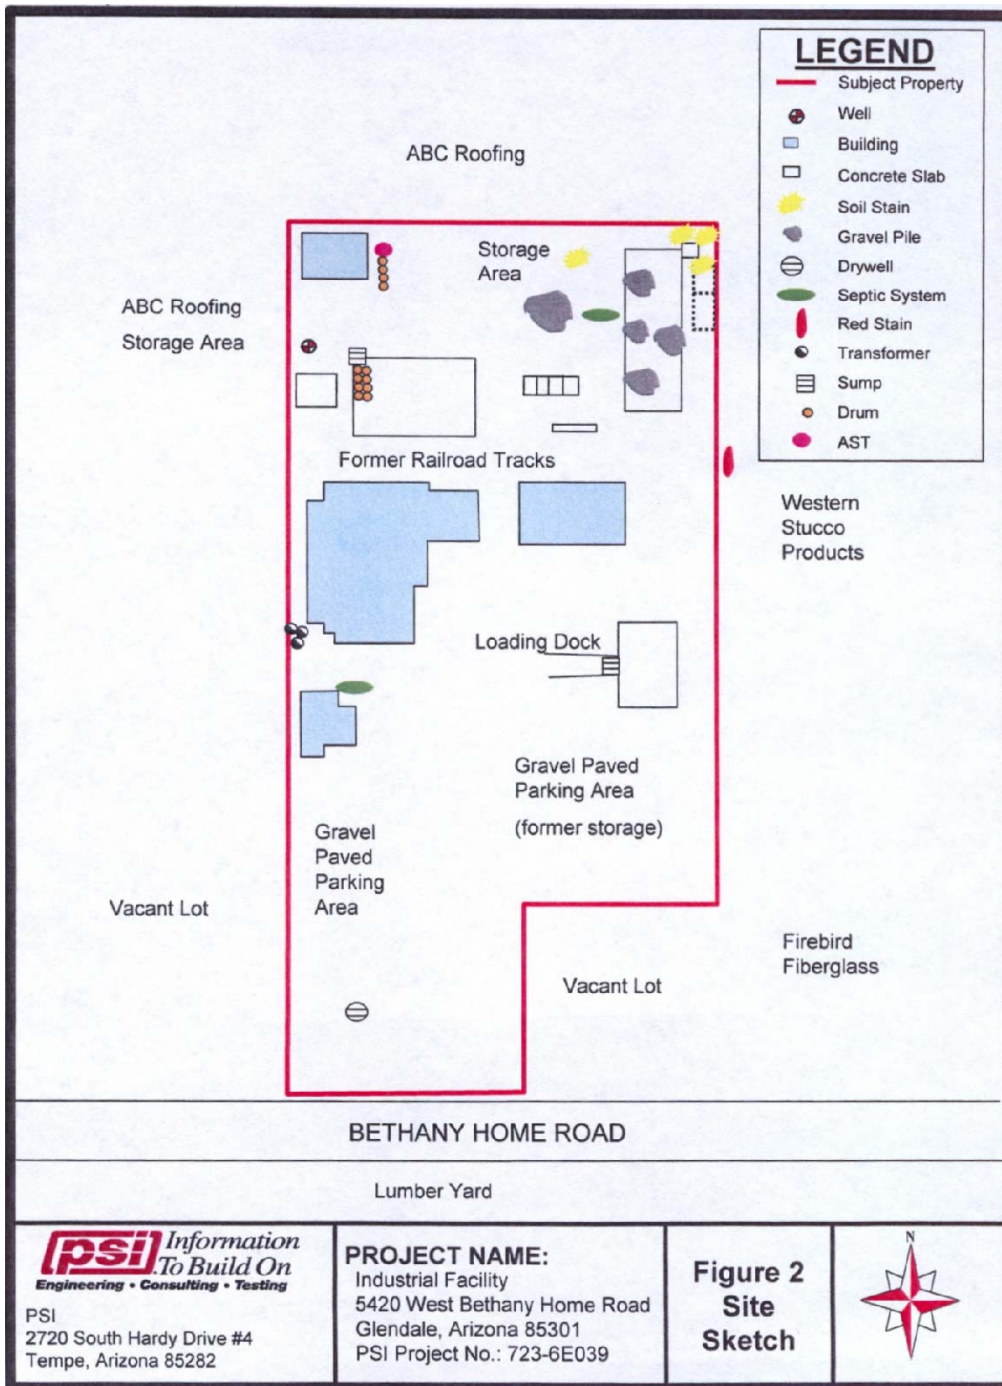 LEGEND
Subject Property
Well
Building
Concrete Slab
Soil Stain
Gravel Pile
Drywell
Septic System
Red Stain
Transformer
Sump
Drum
AST
ABC Roofing
Storage
Area
ABC Roofing
Storage Area
Former Railroad Tracks
Western
Stucco
Products
Loading Dock
Gravel Paved
Parking Area
(former storage)
Gravel
Paved
Parking
Area
Vacant Lot
Firebird
Fiberglass
Vacant Lot
BETHANY HOME ROAD
Lumber Yard
psi Information
To Build On
Engineering • Consulting • Testing
PSI
2720 South Hardy Drive #4
Tempe, Arizona 85282
PROJECT NAME:
Industrial Facility
5420 West Bethany Home Road
Glendale, Arizona 85301
PSI Project No.: 723-6E039
Figure 2
Site
Sketch
N